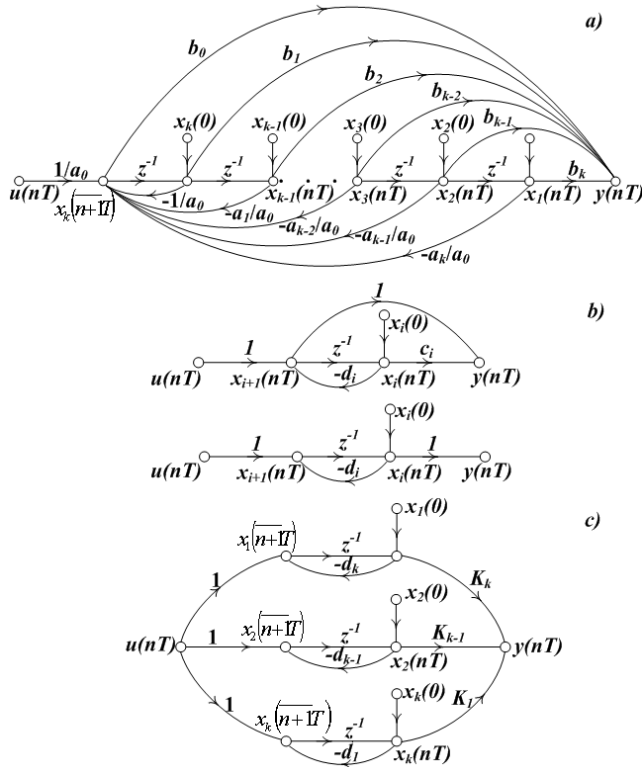 a)
b₀
b₁
b₂
b_{k-2}
b_{k-1}
x_k(0) x_{k-1}(0) x₃(0) x₂(0)
1/a₀ z⁻¹ z⁻¹ z⁻¹ z⁻¹ b_k
u(nT) x_k(n+1T) x_{k-1}(nT) x₃(nT) x₂(nT) x₁(nT) y(nT)
-1/a₀
-a₁/a₀
-a_{k-2}/a₀
-a_{k-1}/a₀
-a_k/a₀
b)
1
x_i(0)
1 z⁻¹ c_i
-d_i
u(nT) x_{i+1}(nT) x_i(nT) y(nT)
x_i(0)
1 z⁻¹ 1
-d_i
u(nT) x_{i+1}(nT) x_i(nT) y(nT)
c)
x₁(0)
x₁(n+1T) z⁻¹
-d_k
1 K_k
x₂(0)
x₂(n+1T)
u(nT) 1 z⁻¹ K_{k-1} y(nT)
-d_{k-1} x₂(nT)
x_k(0)
1 K₁
x_k(n+1T) z⁻¹
-d₁ x_k(nT)